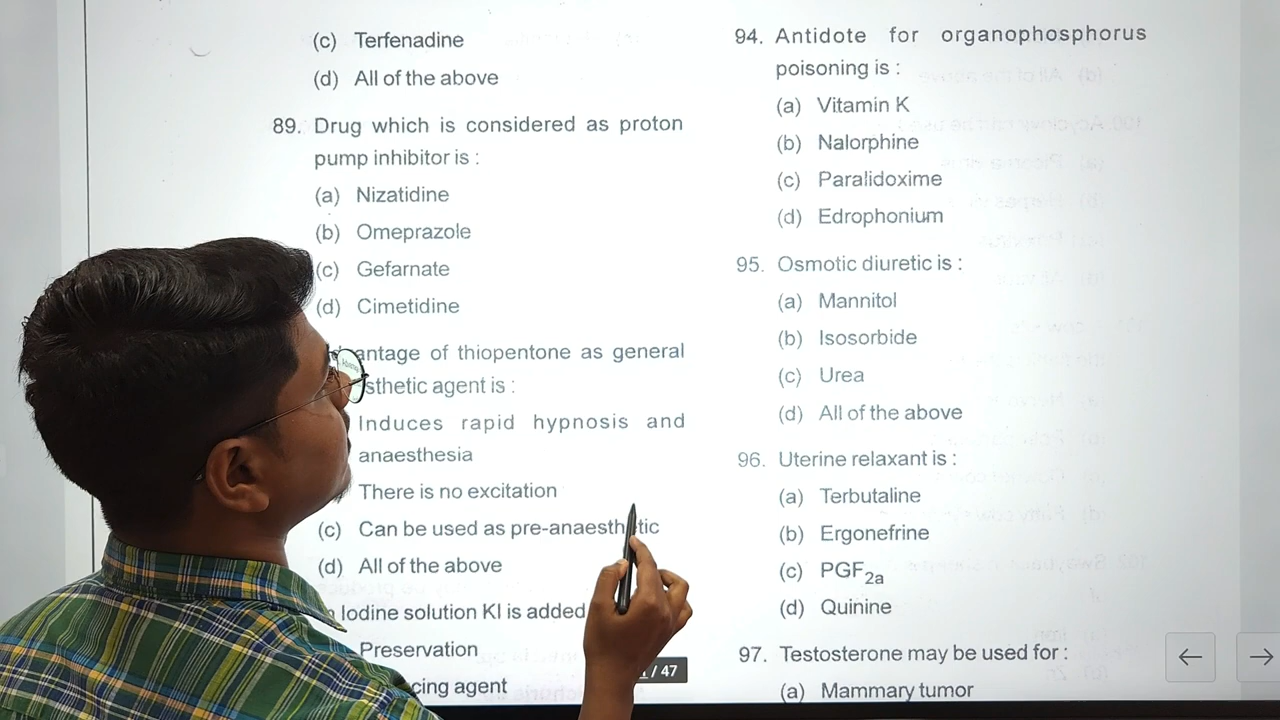 (c) Terfenadine
(d) All of the above
89. Drug which is considered as proton
pump inhibitor is :
(a) Nizatidine
(b) Omeprazole
(c) Gefarnate
(d) Cimetidine
antage of thiopentone as general
sthetic agent is :
Induces rapid hypnosis and
anaesthesia
There is no excitation
(c) Can be used as pre-anaesthetic
(d) All of the above
Iodine solution KI is added
Preservation
cing agent
/ 47
94. Antidote for organophosphorus
poisoning is :
(a) Vitamin K
(b) Nalorphine
(c) Paralidoxime
(d) Edrophonium
95. Osmotic diuretic is :
(a) Mannitol
(b) Isosorbide
(c) Urea
(d) All of the above
96. Uterine relaxant is :
(a) Terbutaline
(b) Ergonefrine
(c) PGF2a
(d) Quinine
97. Testosterone may be used for :
(a) Mammary tumor